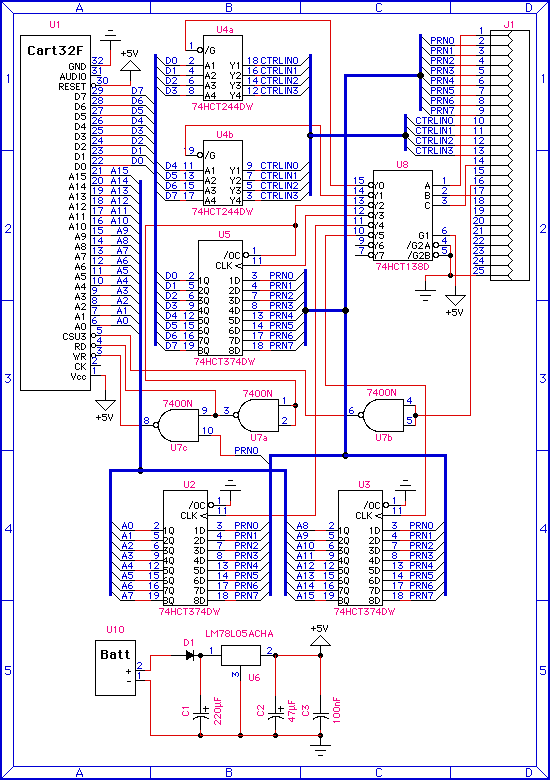 A B C D
1
2
3
4
5
U1
Cart32F
GND 32
AUDIO 31
RESET 30
D7 29 D7
D6 28 D6
D5 27 D5
D4 26 D4
D3 25 D3
D2 24 D2
D1 23 D1
D0 22 D0
A15 21 A15
A14 20 A14
A13 19 A13
A12 18 A12
A11 17 A11
A10 16 A10
A9 15 A9
A8 14 A8
A7 13 A7
A6 12 A6
A5 11 A5
A4 10 A4
A3 9 A3
A2 8 A2
A1 7 A1
A0 6 A0
CSU3 5
RD 4
WR 3
CK 2
Vcc 1
+5V
+5V
U4a
1 /G
D0 2 A1 Y1 18 CTRLIN0
D1 4 A2 Y2 16 CTRLIN1
D2 6 A3 Y3 14 CTRLIN2
D3 8 A4 Y4 12 CTRLIN3
74HCT244DW
U4b
19 /G
D4 11 A1 Y1 9 CTRLIN0
D5 13 A2 Y2 7 CTRLIN1
D6 15 A3 Y3 5 CTRLIN2
D7 17 A4 Y4 3 CTRLIN3
74HCT244DW
U5
/OC 1
CLK 11
D0 2 1Q 1D 3 PRN0
D1 5 2Q 2D 4 PRN1
D2 6 3Q 3D 7 PRN2
D3 9 4Q 4D 8 PRN3
D4 12 5Q 5D 13 PRN4
D5 15 6Q 6D 14 PRN5
D6 16 7Q 7D 17 PRN6
D7 19 8Q 8D 18 PRN7
74HCT374DW
J1
1
PRN0 2
PRN1 3
PRN2 4
PRN3 5
PRN4 6
PRN5 7
PRN6 8
PRN7 9
CTRLIN0 10
CTRLIN1 11
CTRLIN2 12
CTRLIN3 13
14
15
16
17
18
19
20
21
22
23
24
25
U8
15 Y0 A 1
14 Y1 B 2
13 Y2 C 3
12 Y3
11 Y4
10 Y5 G1 6
9 Y6 /G2A 4
7 Y7 /G2B 5
74HCT138D
+5V
7400N
8 9
10
U7c
7400N
3 1
2
U7a
PRN0
7400N
6 4
5
U7b
U2
/OC 1
CLK 11
A0 2 1Q 1D 3 PRN0
A1 5 2Q 2D 4 PRN1
A2 6 3Q 3D 7 PRN2
A3 9 4Q 4D 8 PRN3
A4 12 5Q 5D 13 PRN4
A5 15 6Q 6D 14 PRN5
A6 16 7Q 7D 17 PRN6
A7 19 8Q 8D 18 PRN7
74HCT374DW
U3
/OC 1
CLK 11
A8 2 1Q 1D 3 PRN0
A9 5 2Q 2D 4 PRN1
A10 6 3Q 3D 7 PRN2
A11 9 4Q 4D 8 PRN3
A12 12 5Q 5D 13 PRN4
A13 15 6Q 6D 14 PRN5
A14 16 7Q 7D 17 PRN6
A15 19 8Q 8D 18 PRN7
74HCT374DW
U10
Batt
+ 2
- 1
D1
LM78L05ACHA
1 2
3 U6
+5V
C1 220µF
C2 47µF
C3 100nF
1
2
3
4
5
A B C D